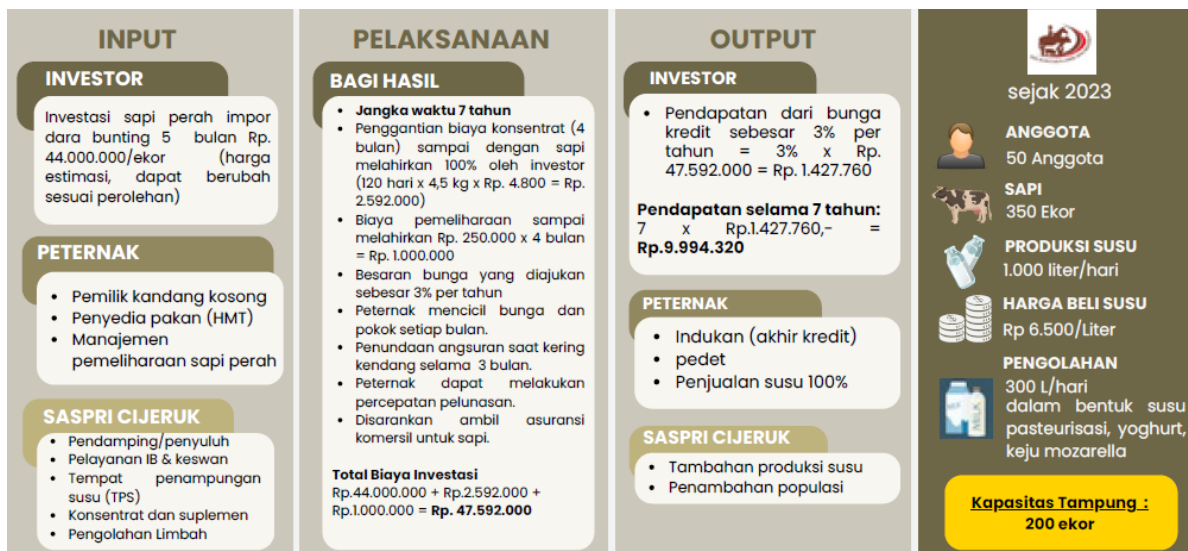 INPUT
INVESTOR
Investasi sapi perah impor
dara bunting 5 bulan Rp.
44.000.000/ekor (harga
estimasi, dapat berubah
sesuai perolehan)
PETERNAK
• Pemilik kandang kosong
• Penyedia pakan (HMT)
• Manajemen
pemeliharaan sapi perah
SASPRI CIJERUK
• Pendamping/penyuluh
• Pelayanan IB & keswan
• Tempat penampungan
susu (TPS)
• Konsentrat dan suplemen
• Pengolahan Limbah
PELAKSANAAN
BAGI HASIL
• Jangka waktu 7 tahun
• Penggantian biaya konsentrat (4
bulan) sampai dengan sapi
melahirkan 100% oleh investor
(120 hari x 4,5 kg x Rp. 4.800 = Rp.
2.592.000)
• Biaya pemeliharaan sampai
melahirkan Rp. 250.000 x 4 bulan
= Rp. 1.000.000
• Besaran bunga yang diajukan
sebesar 3% per tahun
• Peternak mencicil bunga dan
pokok setiap bulan.
• Penundaan angsuran saat kering
kendang selama 3 bulan.
• Peternak dapat melakukan
percepatan pelunasan.
• Disarankan ambil asuransi
komersil untuk sapi.
Total Biaya Investasi
Rp.44.000.000 + Rp.2.592.000 +
Rp.1.000.000 = Rp. 47.592.000
OUTPUT
INVESTOR
• Pendapatan dari bunga
kredit sebesar 3% per
tahun = 3% x Rp.
47.592.000 = Rp. 1.427.760
Pendapatan selama 7 tahun:
7 x Rp.1.427.760,- =
Rp.9.994.320
PETERNAK
• Indukan (akhir kredit)
• pedet
• Penjualan susu 100%
SASPRI CIJERUK
• Tambahan produksi susu
• Penambahan populasi
sejak 2023
ANGGOTA
50 Anggota
SAPI
350 Ekor
PRODUKSI SUSU
1.000 liter/hari
HARGA BELI SUSU
Rp 6.500/Liter
PENGOLAHAN
300 L/hari
dalam bentuk susu
pasteurisasi, yoghurt,
keju mozarella
Kapasitas Tampung :
200 ekor